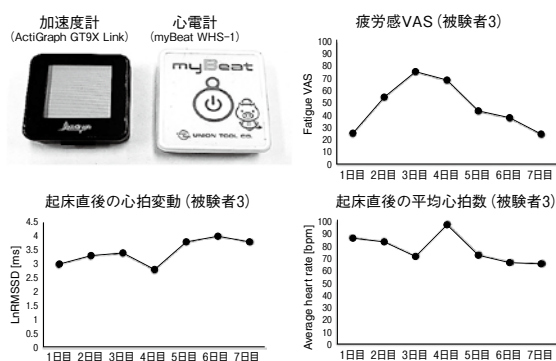 加速度計
(ActiGraph GT9X Link)
心電計
(myBeat WHS-1)
myBeat
UNION TOOL CO.
疲労感VAS (被験者3)
Fatigue VAS
100
90
80
70
60
50
40
30
20
10
0
1日目 2日目 3日目 4日目 5日目 6日目 7日目
起床直後の心拍変動 (被験者3)
LnRMSSD [ms]
4.5
4
3.5
3
2.5
2
1.5
1
0.5
0
1日目 2日目 3日目 4日目 5日目 6日目 7日目
起床直後の平均心拍数 (被験者3)
Average heart rate [bpm]
100
90
80
70
60
50
40
30
20
10
0
1日目 2日目 3日目 4日目 5日目 6日目 7日目